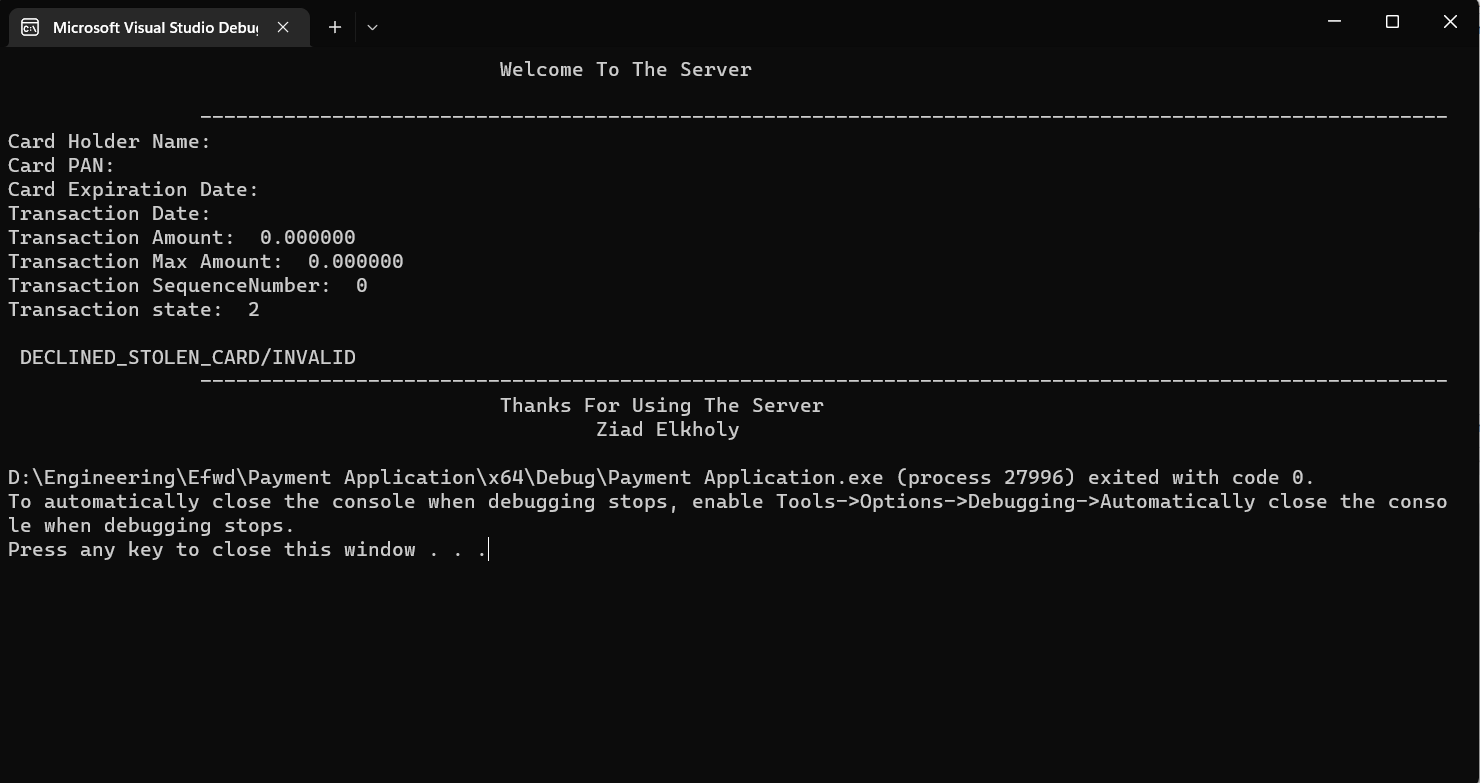 Microsoft Visual Studio Debug
Welcome To The Server
--------------------------------------------------------------------------------------------------------
Card Holder Name:
Card PAN:
Card Expiration Date:
Transaction Date:
Transaction Amount:  0.000000
Transaction Max Amount:  0.000000
Transaction SequenceNumber:  0
Transaction state:  2
DECLINED_STOLEN_CARD/INVALID
--------------------------------------------------------------------------------------------------------
Thanks For Using The Server
Ziad Elkholy
D:\Engineering\Efwd\Payment Application\x64\Debug\Payment Application.exe (process 27996) exited with code 0.
To automatically close the console when debugging stops, enable Tools->Options->Debugging->Automatically close the conso
le when debugging stops.
Press any key to close this window . . .